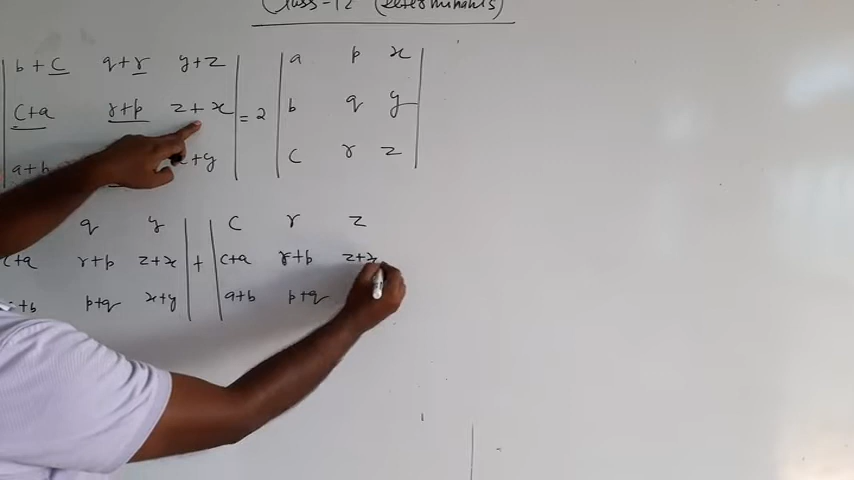 Class-12 (Determinants)
b + c q+r y+z a p x
c+a r+p z+x = 2 b q y
a+b x+y c r z
q y c r z
c+a r+p z+x + c+a r+p z+x
+b p+q x+y a+b p+q